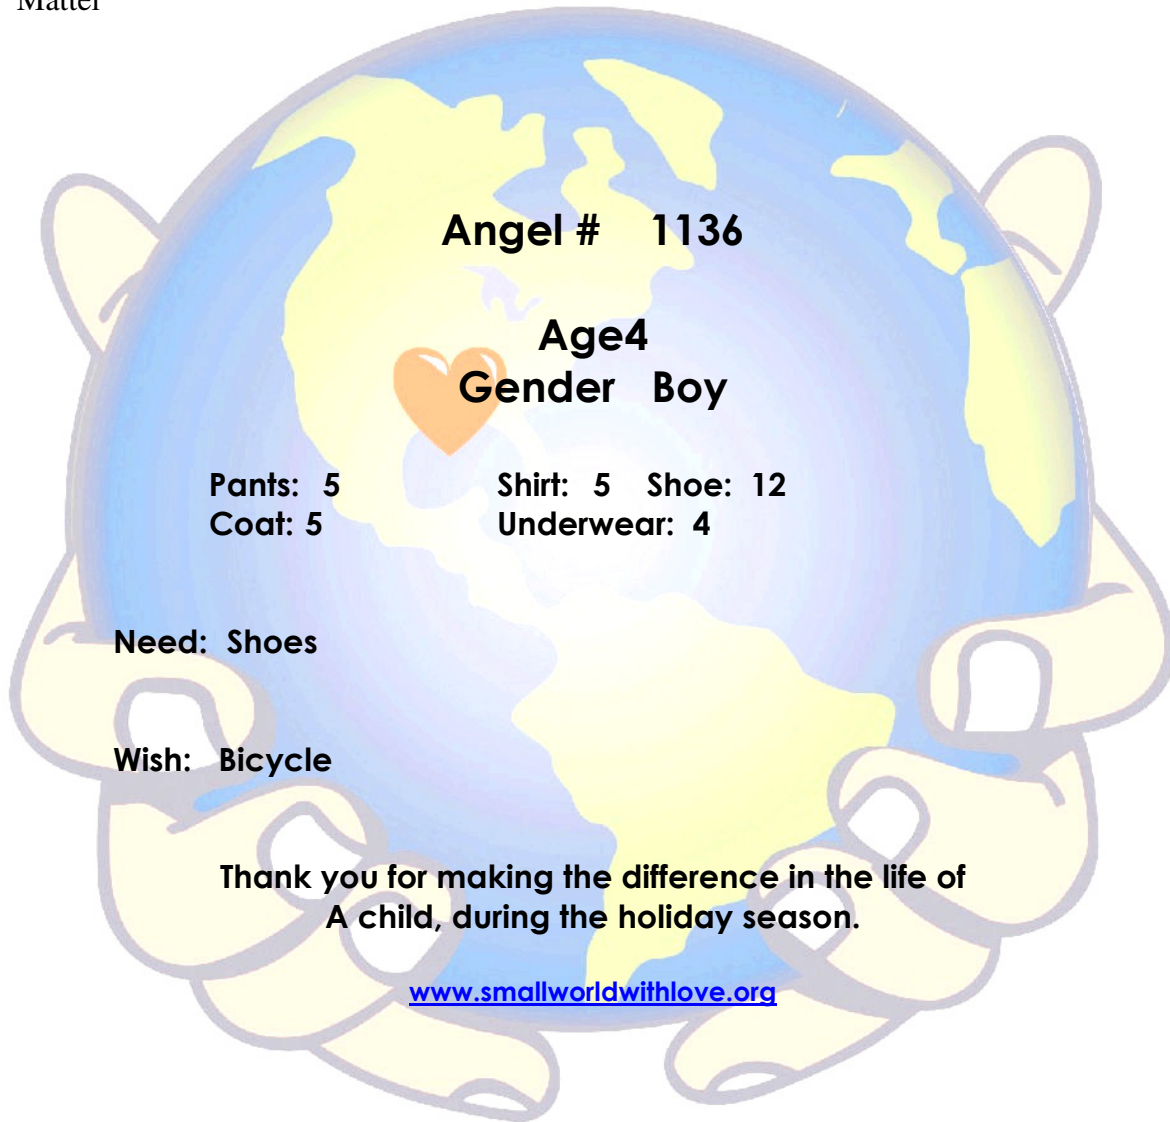 Matter
Angel # 1136
Age4
Gender Boy
Pants: 5 Shirt: 5 Shoe: 12
Coat: 5 Underwear: 4
Need: Shoes
Wish: Bicycle
Thank you for making the difference in the life of
A child, during the holiday season.
www.smallworldwithlove.org